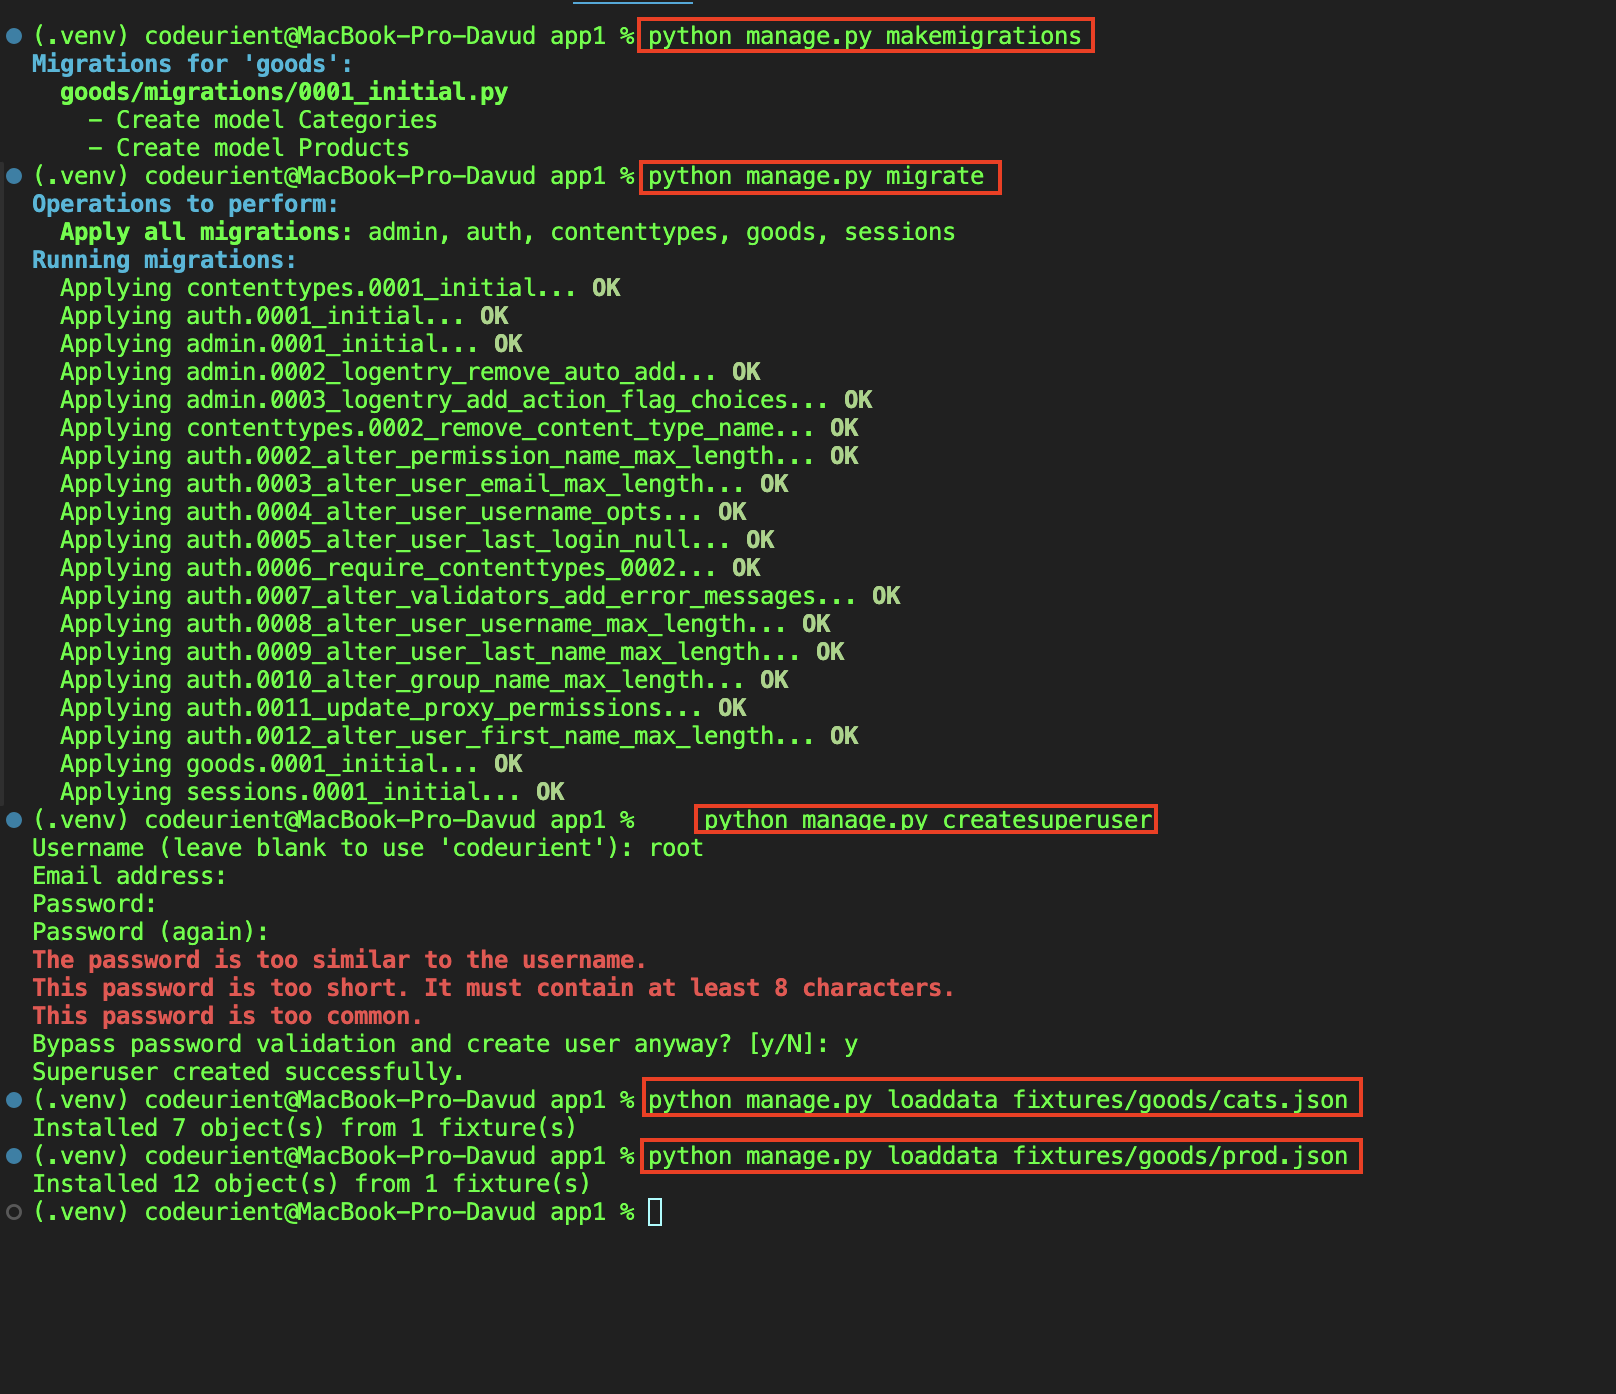 (.venv) codeurient@MacBook-Pro-Davud app1 % python manage.py makemigrations
Migrations for 'goods':
  goods/migrations/0001_initial.py
    - Create model Categories
    - Create model Products
(.venv) codeurient@MacBook-Pro-Davud app1 % python manage.py migrate
Operations to perform:
  Apply all migrations: admin, auth, contenttypes, goods, sessions
Running migrations:
  Applying contenttypes.0001_initial... OK
  Applying auth.0001_initial... OK
  Applying admin.0001_initial... OK
  Applying admin.0002_logentry_remove_auto_add... OK
  Applying admin.0003_logentry_add_action_flag_choices... OK
  Applying contenttypes.0002_remove_content_type_name... OK
  Applying auth.0002_alter_permission_name_max_length... OK
  Applying auth.0003_alter_user_email_max_length... OK
  Applying auth.0004_alter_user_username_opts... OK
  Applying auth.0005_alter_user_last_login_null... OK
  Applying auth.0006_require_contenttypes_0002... OK
  Applying auth.0007_alter_validators_add_error_messages... OK
  Applying auth.0008_alter_user_username_max_length... OK
  Applying auth.0009_alter_user_last_name_max_length... OK
  Applying auth.0010_alter_group_name_max_length... OK
  Applying auth.0011_update_proxy_permissions... OK
  Applying auth.0012_alter_user_first_name_max_length... OK
  Applying goods.0001_initial... OK
  Applying sessions.0001_initial... OK
(.venv) codeurient@MacBook-Pro-Davud app1 %     python manage.py createsuperuser
Username (leave blank to use 'codeurient'): root
Email address:
Password:
Password (again):
The password is too similar to the username.
This password is too short. It must contain at least 8 characters.
This password is too common.
Bypass password validation and create user anyway? [y/N]: y
Superuser created successfully.
(.venv) codeurient@MacBook-Pro-Davud app1 % python manage.py loaddata fixtures/goods/cats.json
Installed 7 object(s) from 1 fixture(s)
(.venv) codeurient@MacBook-Pro-Davud app1 % python manage.py loaddata fixtures/goods/prod.json
Installed 12 object(s) from 1 fixture(s)
(.venv) codeurient@MacBook-Pro-Davud app1 %